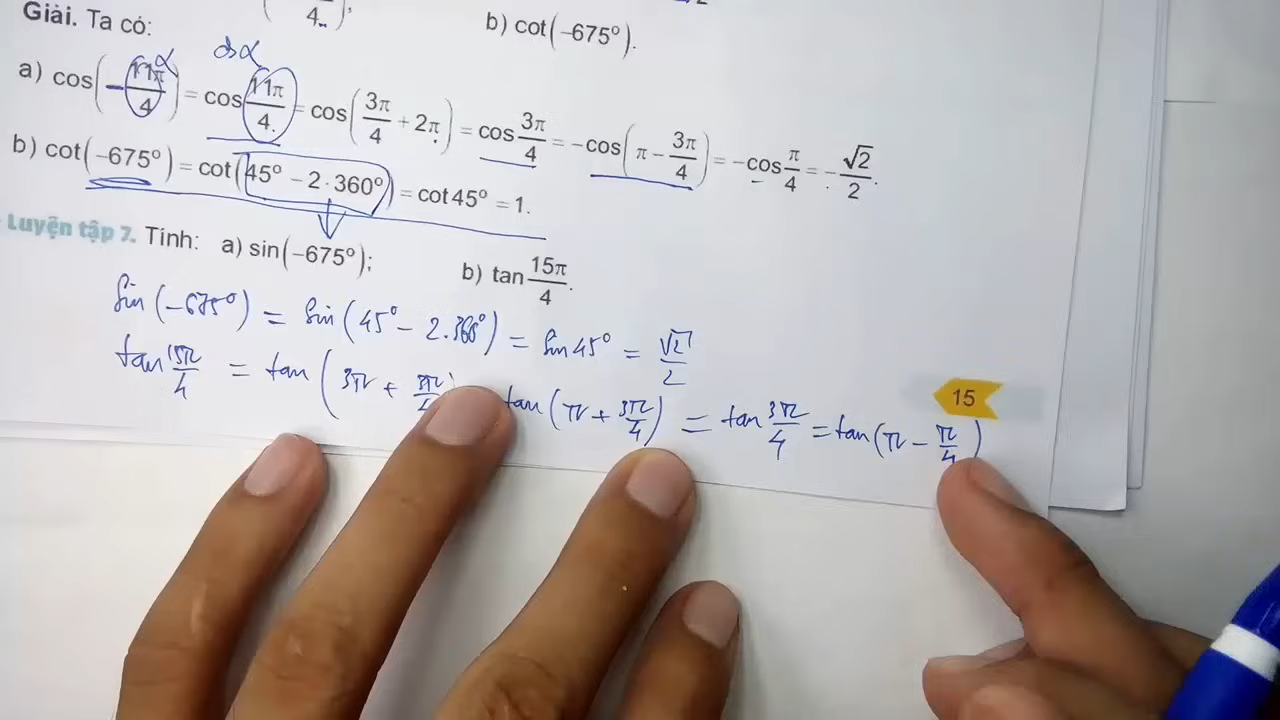 Giải. Ta có:
4
b) cot(−675°).
α
cos α
a) cos(−11π/4) = cos 11π/4 = cos(3π/4 + 2π) = cos 3π/4 = −cos(π − 3π/4) = −cos π/4 = −√2/2.
b) cot(−675°) = cot(45° − 2·360°) = cot 45° = 1.
Luyện tập 7. Tính: a) sin(−675°); b) tan 15π/4.
sin(−675°) = sin(45° − 2.360°) = sin 45° = √2/2
tan 15π/4 = tan(3π + 3π/4) tan(π + 3π/4) = tan 3π/4 = tan(π − π/4)
15